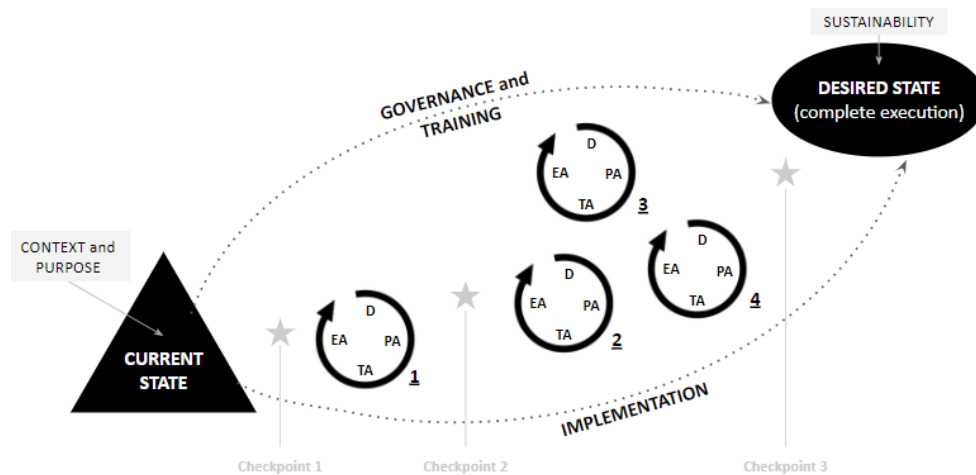 SUSTAINABILITY
DESIRED STATE
(complete execution)
GOVERNANCE and
TRAINING
D
EA
PA
TA
3
CONTEXT and
PURPOSE
CURRENT
STATE
D
EA
PA
TA
1
D
EA
PA
TA
2
D
EA
PA
TA
4
IMPLEMENTATION
Checkpoint 1
Checkpoint 2
Checkpoint 3